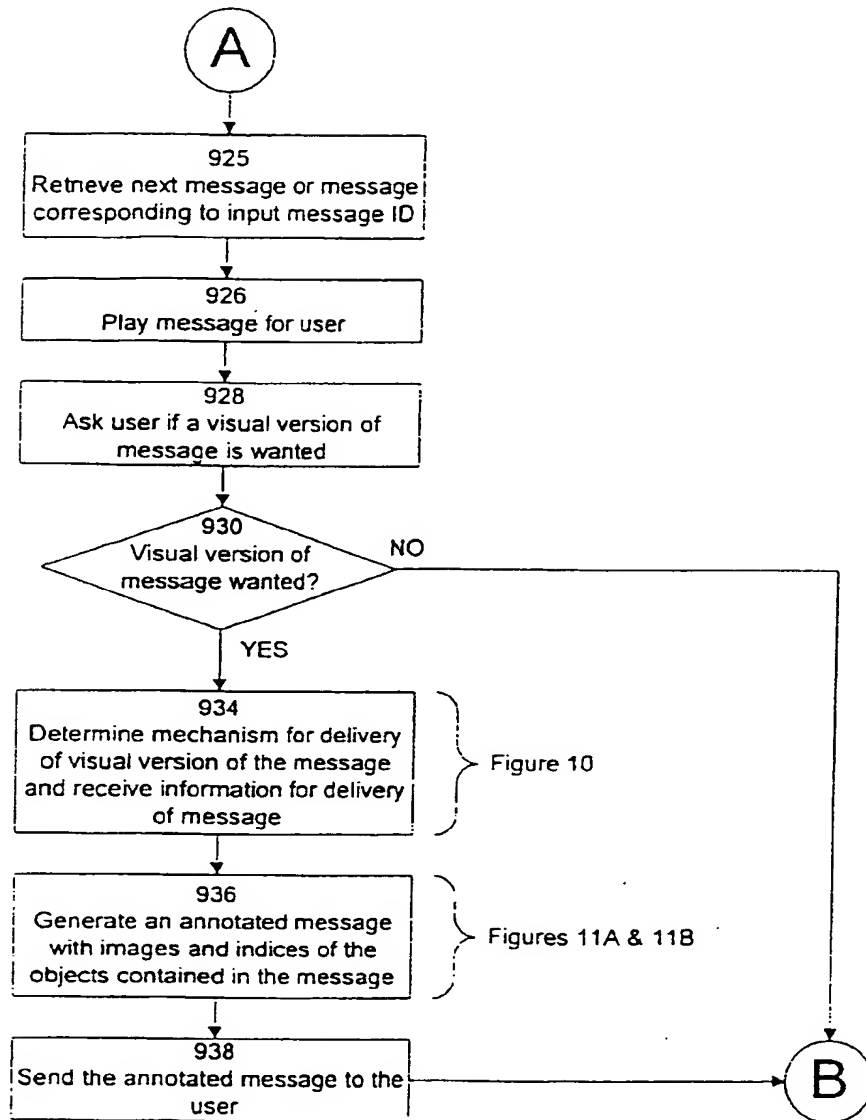 A
925
Retrieve next message or message
corresponding to input message ID
926
Play message for user
928
Ask user if a visual version of
message is wanted
930
Visual version of
message wanted?
NO
YES
934
Determine mechanism for delivery
of visual version of the message
and receive information for delivery
of message
Figure 10
936
Generate an annotated message
with images and indices of the
objects contained in the message
Figures 11A & 11B
938
Send the annotated message to the
user
B